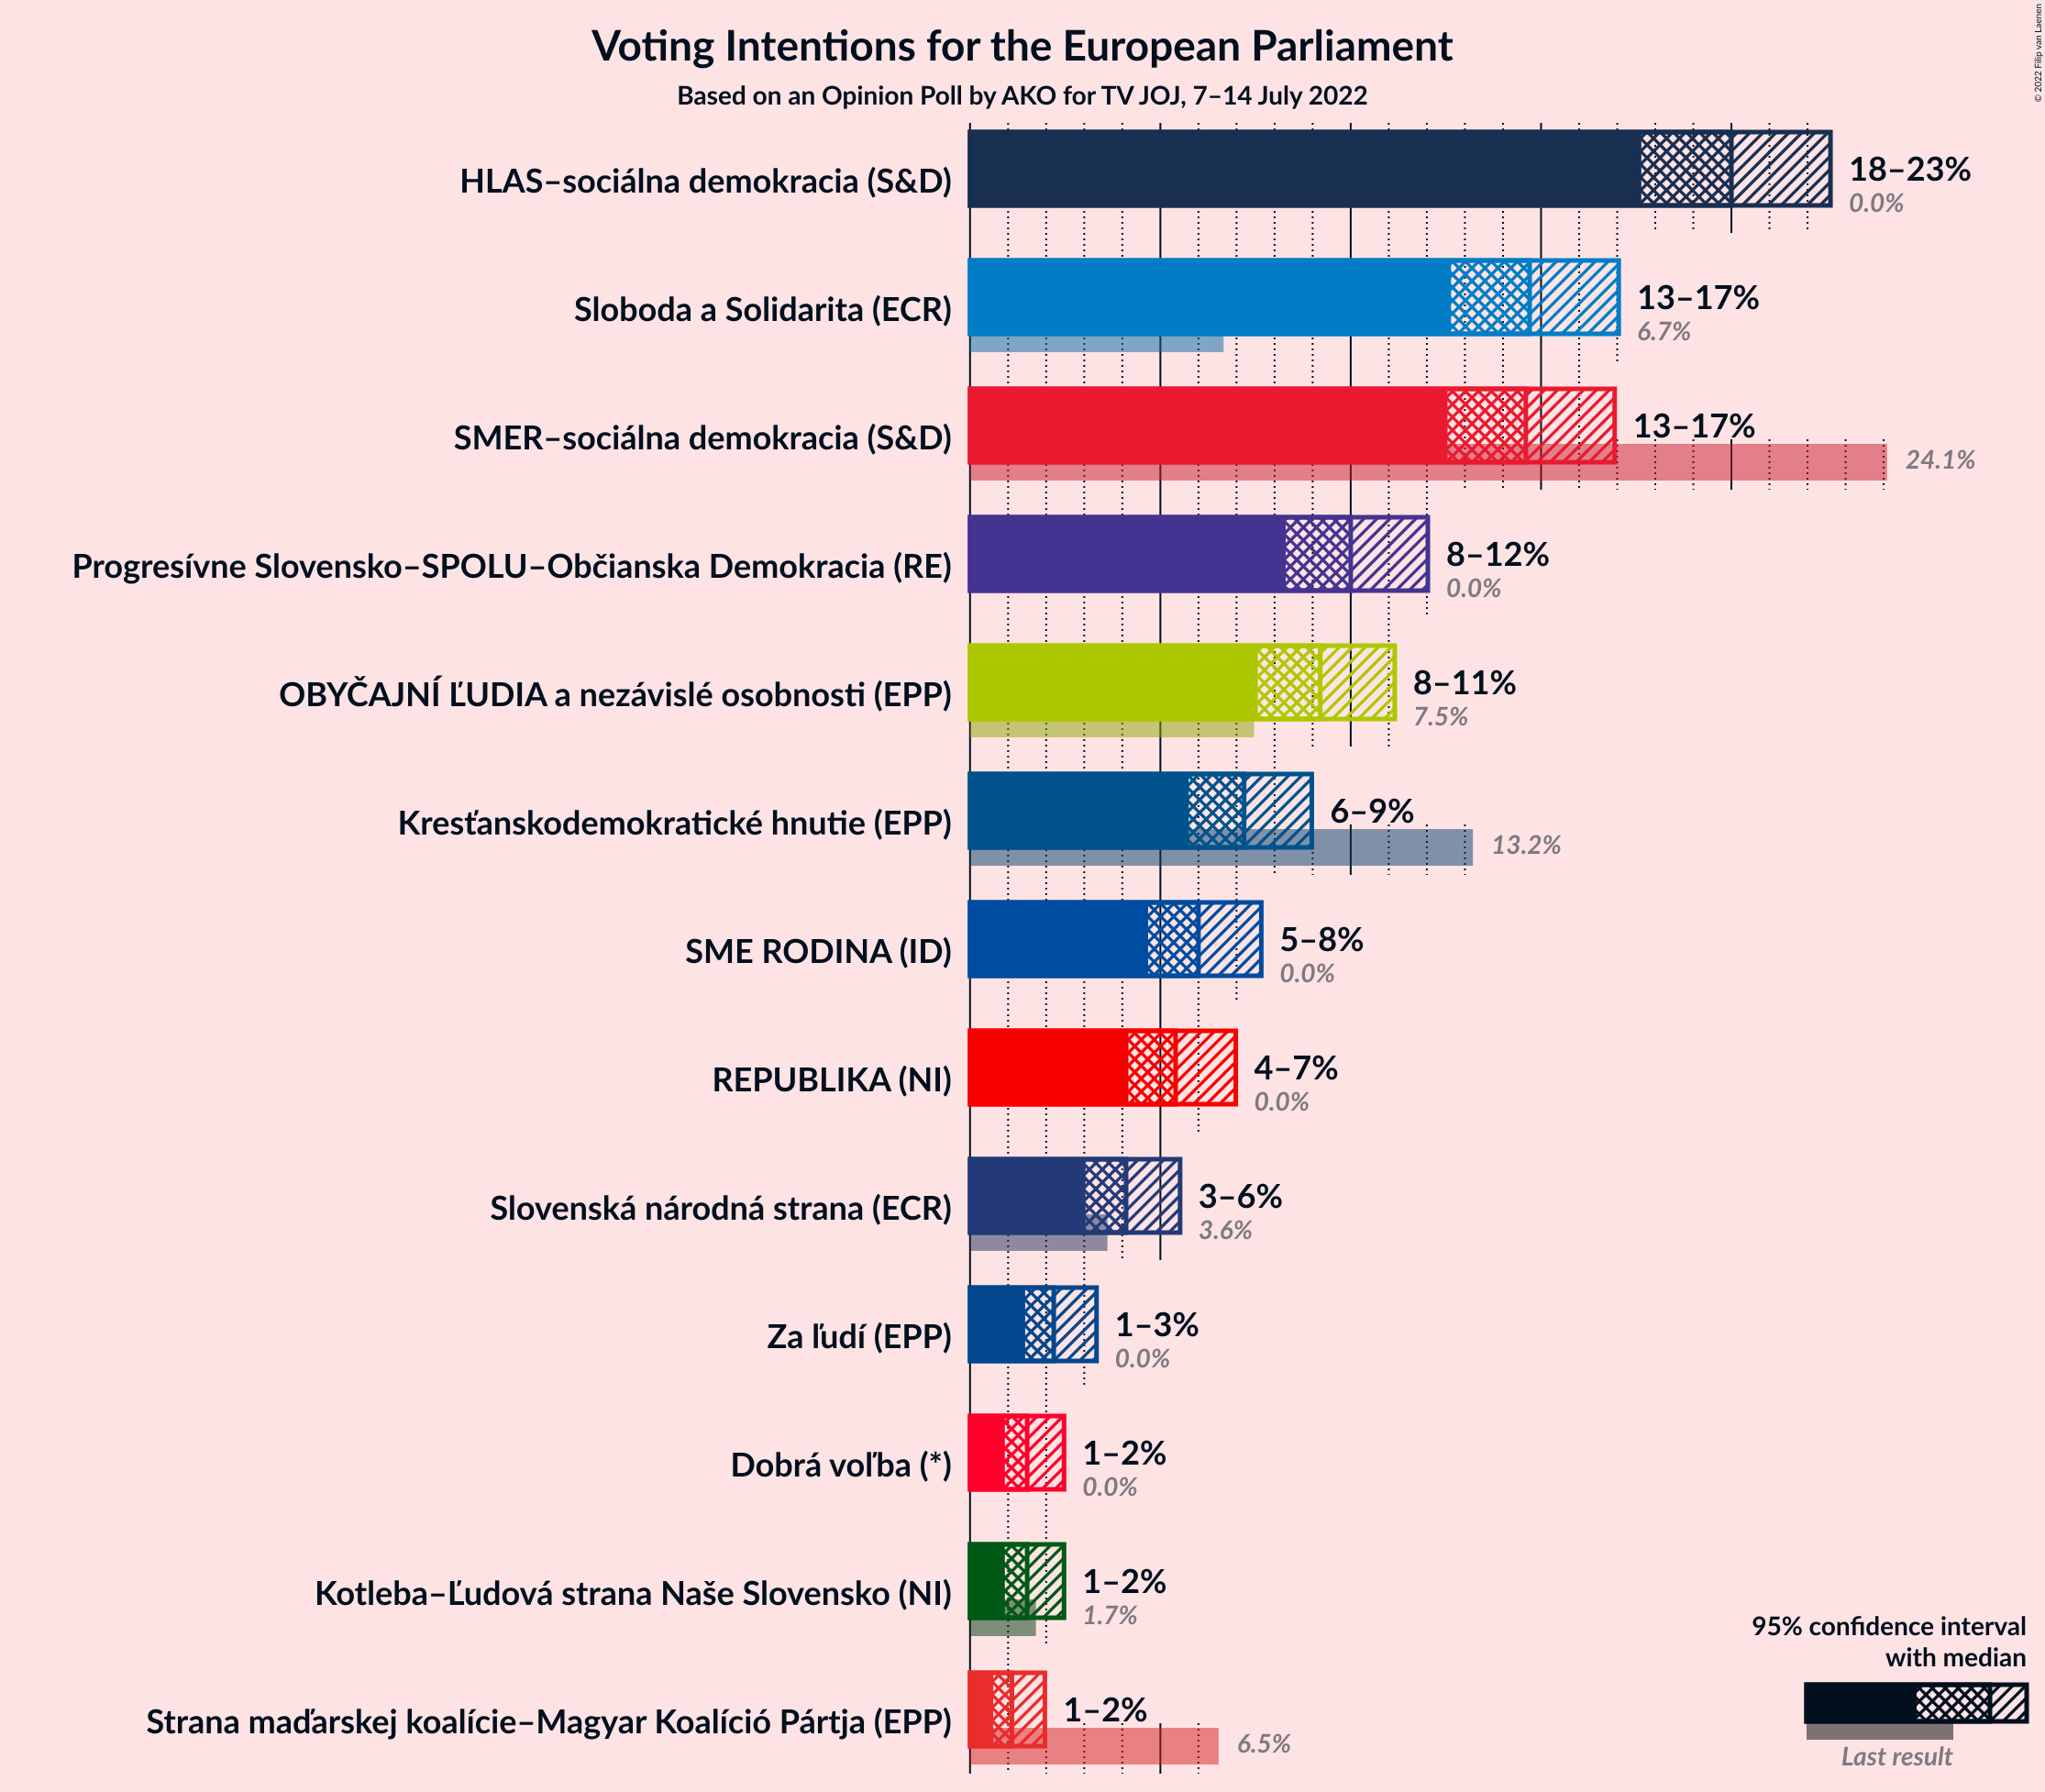 Voting Intentions for the European Parliament
Based on an Opinion Poll by AKO for TV JOJ, 7–14 July 2022
© 2022 Filip van Laenen
HLAS–sociálna demokracia (S&D)
18–23%
0.0%
Sloboda a Solidarita (ECR)
13–17%
6.7%
SMER–sociálna demokracia (S&D)
13–17%
24.1%
Progresívne Slovensko–SPOLU–Občianska Demokracia (RE)
8–12%
0.0%
OBYČAJNÍ ĽUDIA a nezávislé osobnosti (EPP)
8–11%
7.5%
Kresťanskodemokratické hnutie (EPP)
6–9%
13.2%
SME RODINA (ID)
5–8%
0.0%
REPUBLIKA (NI)
4–7%
0.0%
Slovenská národná strana (ECR)
3–6%
3.6%
Za ľudí (EPP)
1–3%
0.0%
Dobrá voľba (*)
1–2%
0.0%
Kotleba–Ľudová strana Naše Slovensko (NI)
1–2%
1.7%
Strana maďarskej koalície–Magyar Koalíció Pártja (EPP)
1–2%
6.5%
95% confidence interval
with median
Last result